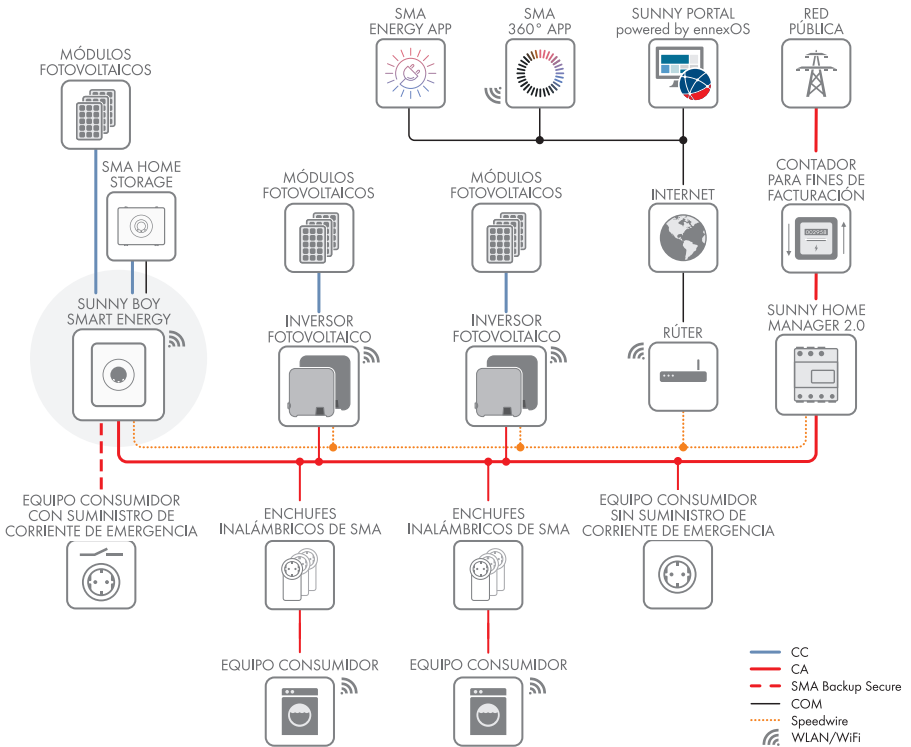 SMA
ENERGY APP
SMA
360° APP
SUNNY PORTAL
powered by ennexOS
RED
PÚBLICA
MÓDULOS
FOTOVOLTAICOS
SMA HOME
STORAGE
MÓDULOS
FOTOVOLTAICOS
MÓDULOS
FOTOVOLTAICOS
INTERNET
CONTADOR
PARA FINES DE
FACTURACIÓN
SUNNY BOY
SMART ENERGY
INVERSOR
FOTOVOLTAICO
INVERSOR
FOTOVOLTAICO
RÚTER
SUNNY HOME
MANAGER 2.0
EQUIPO CONSUMIDOR
CON SUMINISTRO DE
CORRIENTE DE EMERGENCIA
ENCHUFES
INALÁMBRICOS DE SMA
ENCHUFES
INALÁMBRICOS DE SMA
EQUIPO CONSUMIDOR
SIN SUMINISTRO DE
CORRIENTE DE EMERGENCIA
EQUIPO CONSUMIDOR
EQUIPO CONSUMIDOR
CC
CA
SMA Backup Secure
COM
Speedwire
WLAN/WiFi